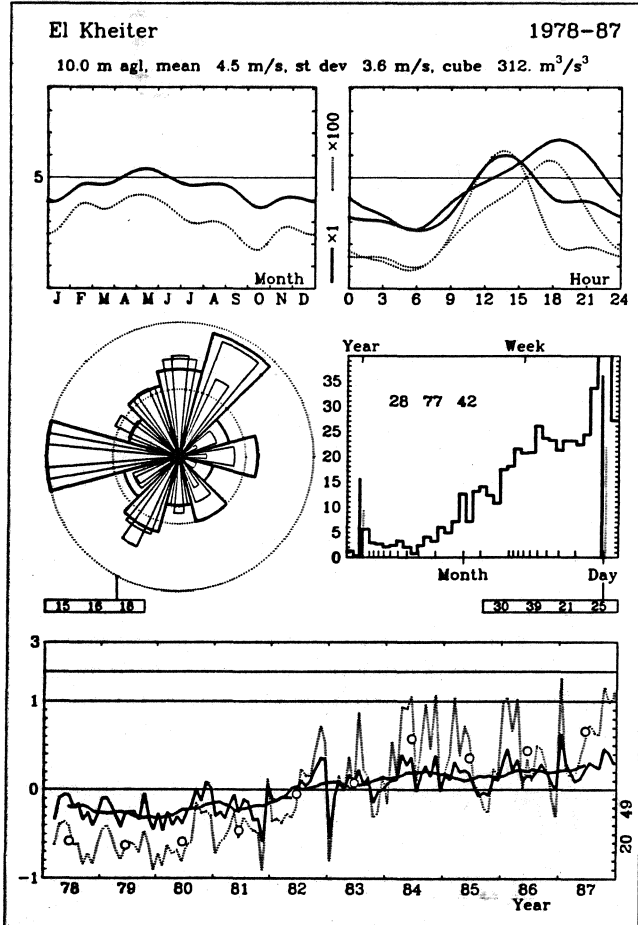 El Kheiter 1978-87
10.0 m agl, mean 4.5 m/s, st dev 3.6 m/s, cube 312. m³/s³
5
×1 ×100
Month
J F M A M J J A S O N D
Hour
0 3 6 9 12 15 18 21 24
Year Week
35
30
25
20
15
10
5
0
28 77 42
Month Day
15 16 18
30 39 21 25
3
1
0
-1
20 49
78 79 80 81 82 83 84 85 86 87
Year